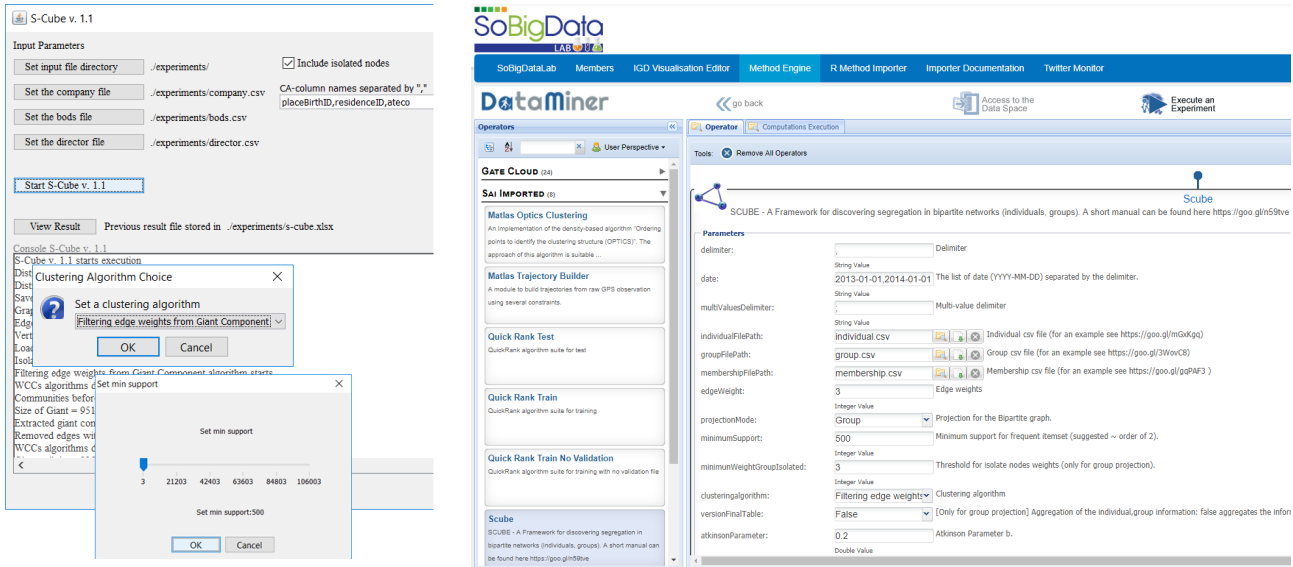 S-Cube v. 1.1
Input Parameters
Set input file directory ./experiments/
Include isolated nodes
Set the company file ./experiments/company.csv
CA-column names separated by ","
placeBirthID,residenceID,ateco
Set the bods file ./experiments/bods.csv
Set the director file ./experiments/director.csv
Start S-Cube v. 1.1
View Result Previous result file stored in ./experiments/s-cube.xlsx
Console S-Cube v. 1.1
S-Cube v. 1.1 starts execution
Dist
Dist
Save
Grap
Edge
Vert
Load
Isola
Clustering Algorithm Choice
Set a clustering algorithm
Filtering edge weights from Giant Component
OK Cancel
Filtering edge weights from Giant Component algorithm starts
WCCs algorithms d
Communities before
Size of Giant = 951
Extracted giant con
Removed edges wit
WCCs algorithms d
Set min support
Set min support
3 21203 42403 63603 84803 106003
Set min support:500
OK Cancel
SoBigData
LAB
SoBigDataLab Members IGD Visualisation Editor Method Engine R Method Importer Importer Documentation Twitter Monitor
DataMiner
go back
Access to the
Data Space
Execute an
Experiment
Operators
User Perspective
GATE CLOUD (24)
SAI IMPORTED (8)
Matlas Optics Clustering
An Implementation of the density-based algorithm "Ordering
points to identify the clustering structure (OPTICS)". The
approach of this algorithm is suitable ...
Matlas Trajectory Builder
A module to build trajectories from raw GPS observation
using several constraints.
Quick Rank Test
QuickRank algorithm suite for test
Quick Rank Train
QuickRank algorithm suite for training
Quick Rank Train No Validation
QuickRank algorithm suite for training with no validation file
Scube
SCUBE - A Framework for discovering segregation in
bipartite networks (individuals, groups). A short manual can
be found here https://goo.gl/n59tve
Operator Computations Execution
Tools: Remove All Operators
Scube
SCUBE - A Framework for discovering segregation in bipartite networks (individuals, groups). A short manual can be found here https://goo.gl/n59tve
Parameters
delimiter: , Delimiter
String Value
date: 2013-01-01,2014-01-01 The list of date (YYYY-MM-DD) separated by the delimiter.
String Value
multiValuesDelimiter: ; Multi-value delimiter
String Value
individualFilePath: individual.csv Individual csv file (for an example see https://goo.gl/mGxKgq)
groupFilePath: group.csv Group csv file (for an example see https://goo.gl/3WovC8)
membershipFilePath: membership.csv Membership csv file (for an example see https://goo.gl/gqPAF3 )
edgeWeight: 3 Edge weights
Integer Value
projectionMode: Group Projection for the Bipartite graph.
minimumSupport: 500 Minimum support for frequent itemset (suggested ~ order of 2).
Integer Value
minimunWeightGroupIsolated: 3 Threshold for isolate nodes weights (only for group projection).
Integer Value
clusteringalgorithm: Filtering edge weights Clustering algorithm
versionFinalTable: False [Only for group projection] Aggregation of the individual,group information: false aggregates the infor
atkinsonParameter: 0.2 Atkinson Parameter b.
Double Value